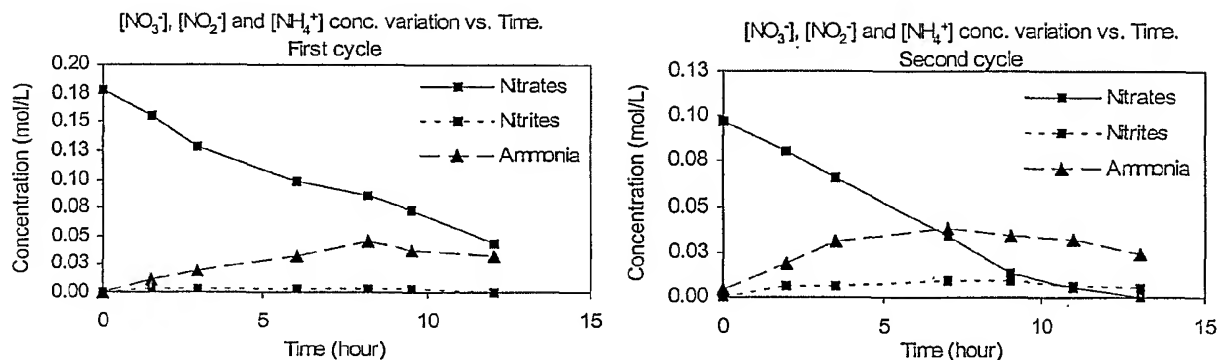 [NO₃⁻], [NO₂⁻] and [NH₄⁺] conc. variation vs. Time.
First cycle
Concentration (mol/L)
0.20
0.18
0.15
0.13
0.10
0.08
0.05
0.03
0.00
0
5
10
15
Time (hour)
Nitrates
Nitrites
Ammonia
[NO₃⁻], [NO₂⁻] and [NH₄⁺] conc. variation vs. Time.
Second cycle
Concentration (mol/L)
0.13
0.10
0.08
0.05
0.03
0.00
0
5
10
15
Time (hour)
Nitrates
Nitrites
Ammonia